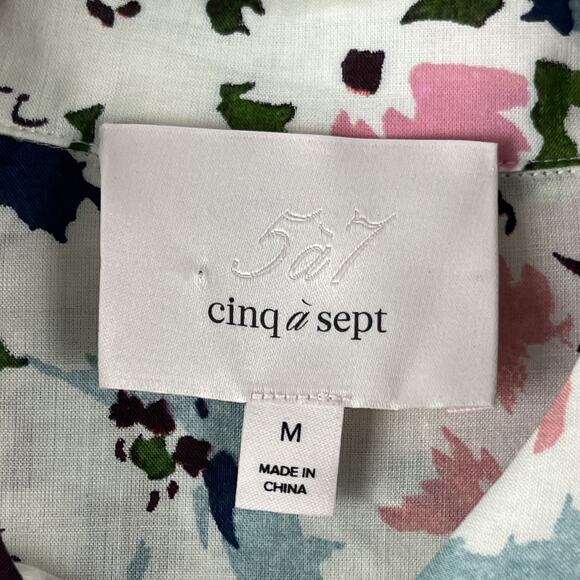 5à7
cinq à sept
M
MADE IN
CHINA